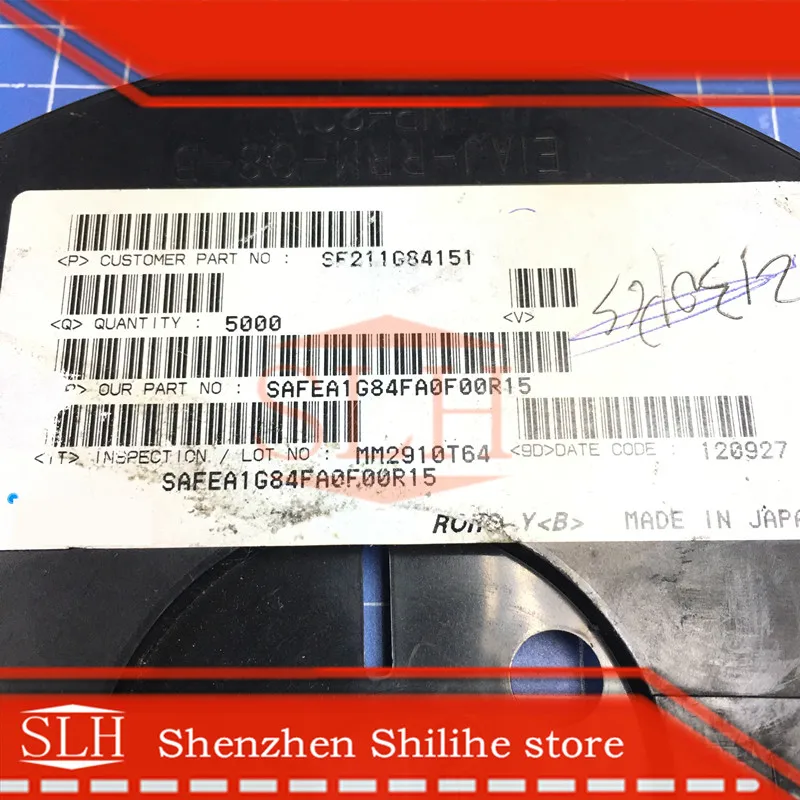 EIAJ-RRM-08-B
<P> CUSTOMER PART NO : SF211G84151
<Q> QUANTITY : 5000
<V>
P> OUR PART NO : SAFEA1G84FA0F00R15
<1T> INSPECTION / LOT NO : MM2910T64
<9D>DATE CODE : 120927
SAFEA1G84FA0F00R15
Y<B> MADE IN JAPA
SLH
SLH Shenzhen Shilihe store